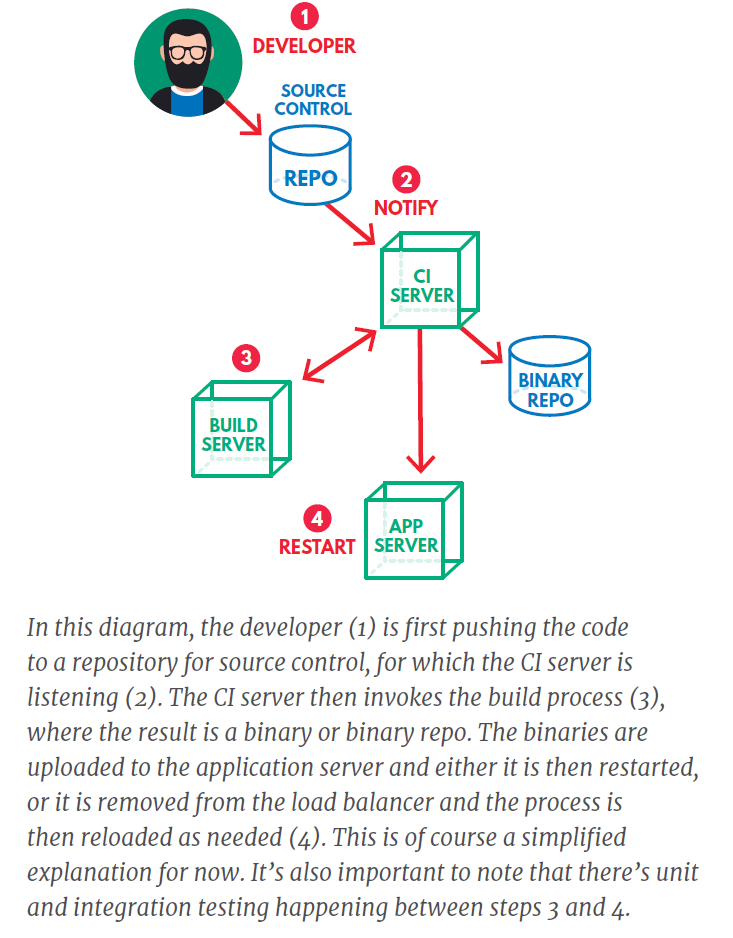 1
DEVELOPER
SOURCE
CONTROL
REPO
2
NOTIFY
CI
SERVER
3
BINARY
REPO
BUILD
SERVER
4
RESTART
APP
SERVER
In this diagram, the developer (1) is first pushing the code
to a repository for source control, for which the CI server is
listening (2). The CI server then invokes the build process (3),
where the result is a binary or binary repo. The binaries are
uploaded to the application server and either it is then restarted,
or it is removed from the load balancer and the process is
then reloaded as needed (4). This is of course a simplified
explanation for now. It’s also important to note that there’s unit
and integration testing happening between steps 3 and 4.